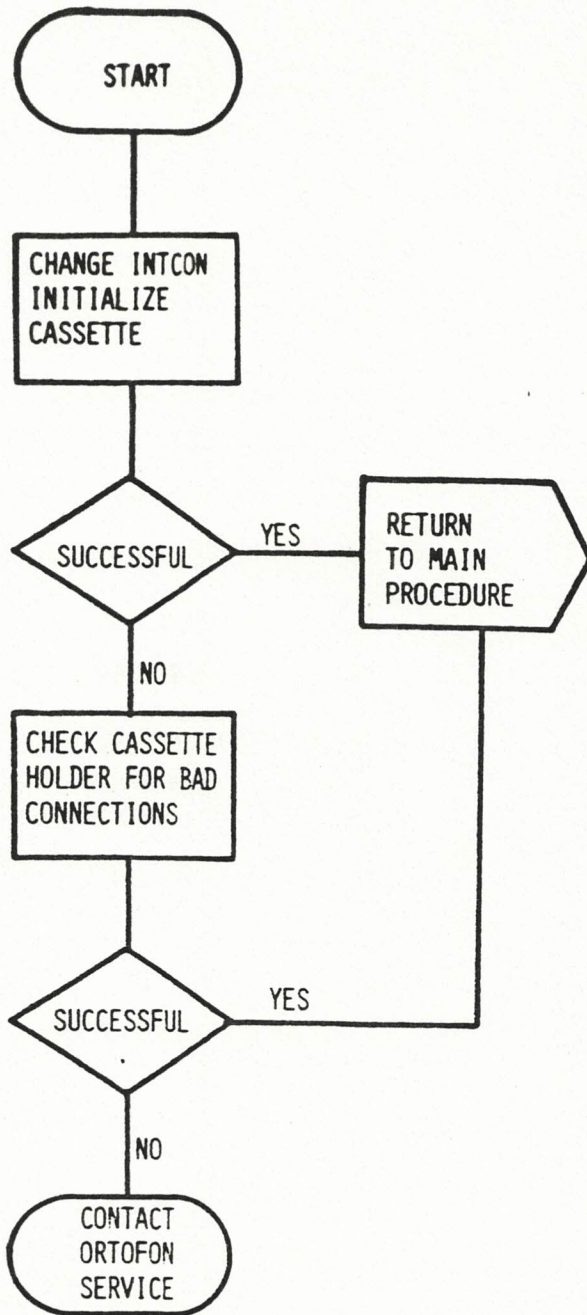 START
CHANGE INTCON
INITIALIZE
CASSETTE
SUCCESSFUL
YES
RETURN
TO MAIN
PROCEDURE
NO
CHECK CASSETTE
HOLDER FOR BAD
CONNECTIONS
SUCCESSFUL
YES
NO
CONTACT
ORTOFON
SERVICE